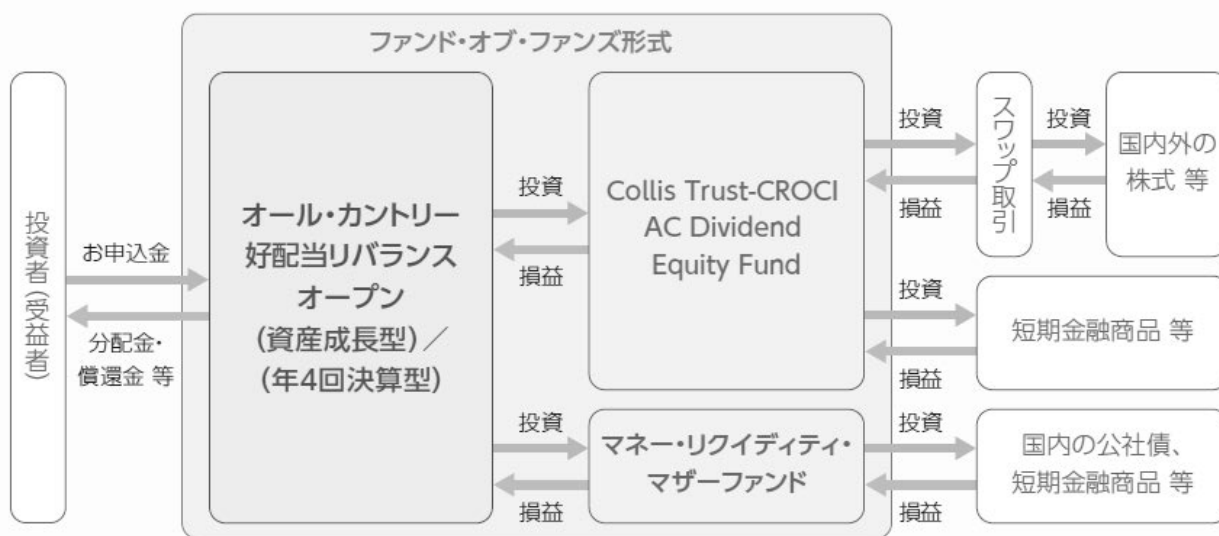 ファンド・オブ・ファンズ形式
投資者(受益者)
お申込金
分配金・
償還金 等
オール・カントリー
好配当リバランス
オープン
(資産成長型)／
(年4回決算型)
投資
損益
Collis Trust-CROCI
AC Dividend
Equity Fund
投資
損益
スワップ取引
投資
損益
国内外の
株式 等
投資
損益
短期金融商品 等
投資
損益
マネー・リクイディティ・
マザーファンド
投資
損益
国内の公社債、
短期金融商品 等